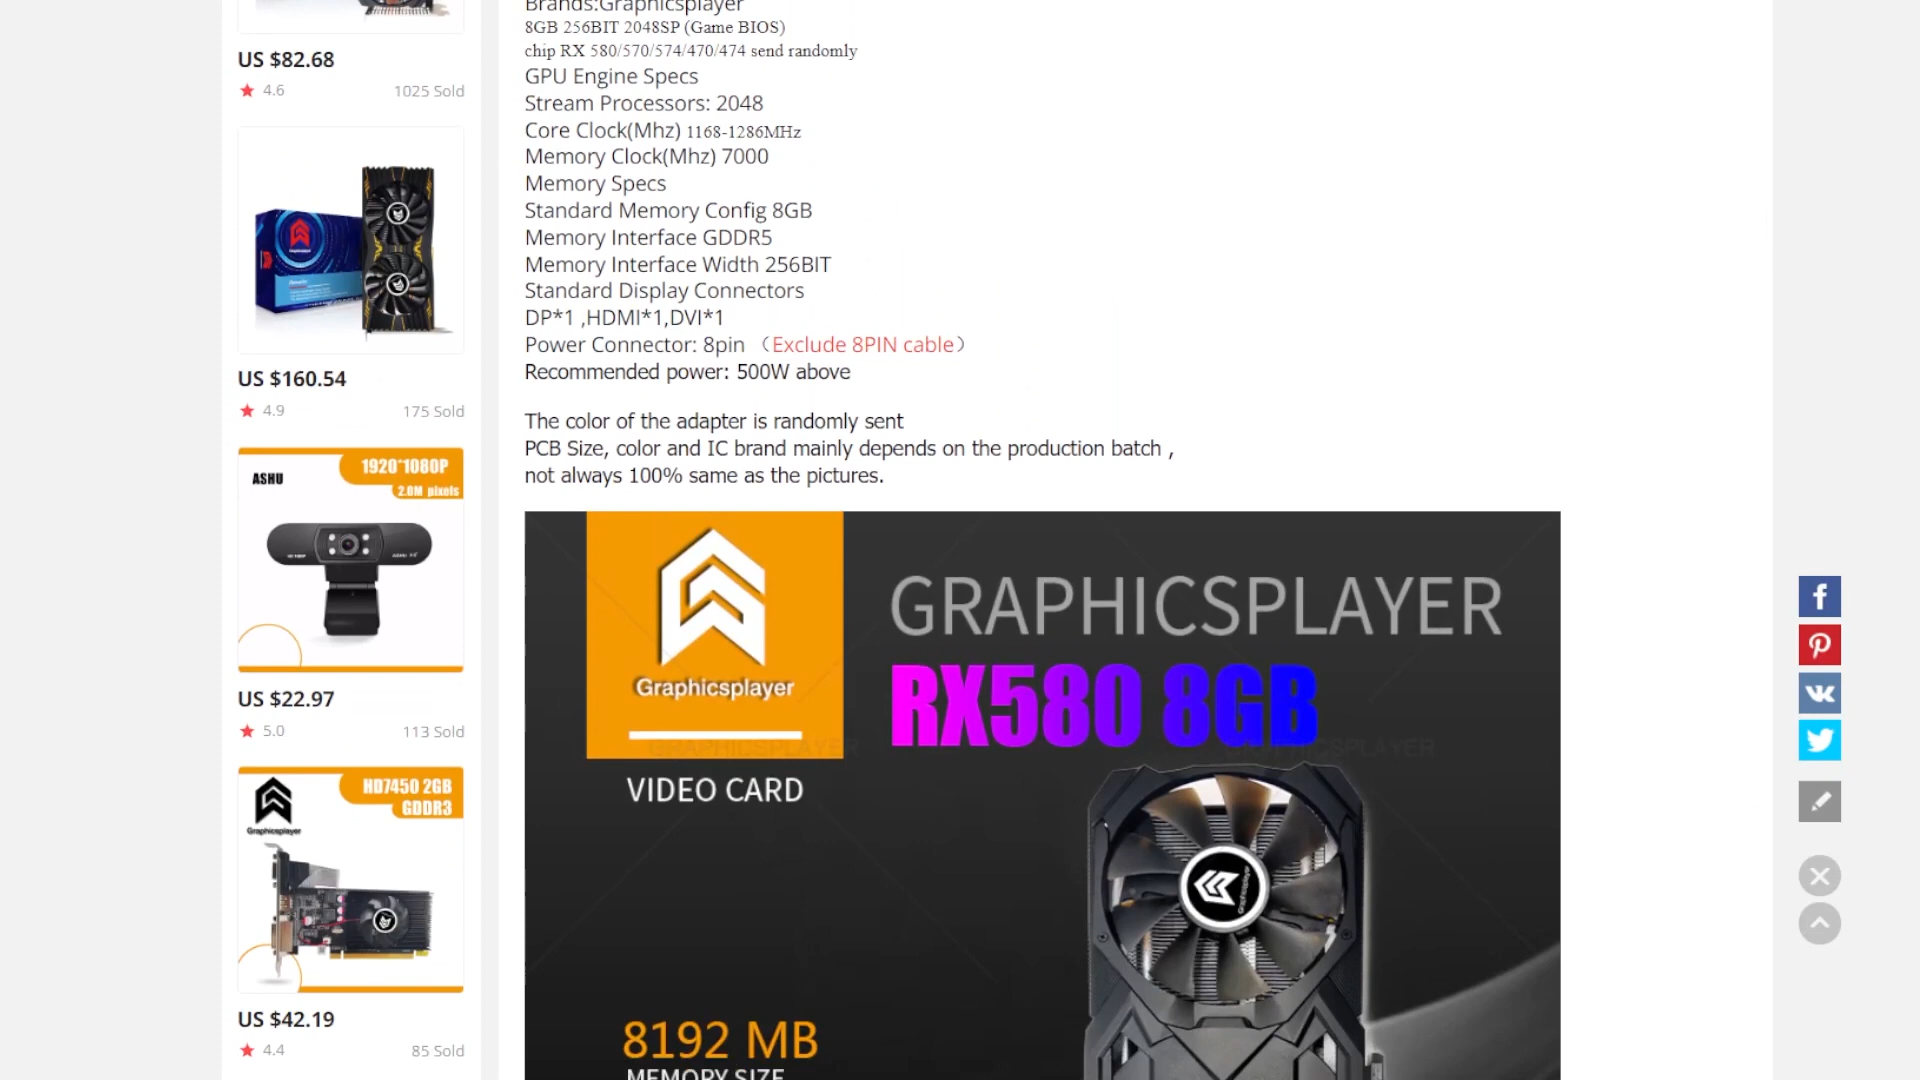 US $82.68
4.6
1025 Sold
US $160.54
4.9
175 Sold
ASHU
1920*1080P
2.0M pixels
US $22.97
5.0
113 Sold
Graphicsplayer
HD7450 2GB
GDDR3
US $42.19
4.4
85 Sold
Brands:Graphicsplayer
8GB 256BIT 2048SP (Game BIOS)
chip RX 580/570/574/470/474 send randomly
GPU Engine Specs
Stream Processors: 2048
Core Clock(Mhz) 1168-1286MHz
Memory Clock(Mhz) 7000
Memory Specs
Standard Memory Config 8GB
Memory Interface GDDR5
Memory Interface Width 256BIT
Standard Display Connectors
DP*1 ,HDMI*1,DVI*1
Power Connector: 8pin （Exclude 8PIN cable）
Recommended power: 500W above
The color of the adapter is randomly sent
PCB Size, color and IC brand mainly depends on the production batch ,
not always 100% same as the pictures.
Graphicsplayer
GRAPHICSPLAYER
RX580 8GB
VIDEO CARD
Graphicsplayer
8192 MB
MEMORY SIZE